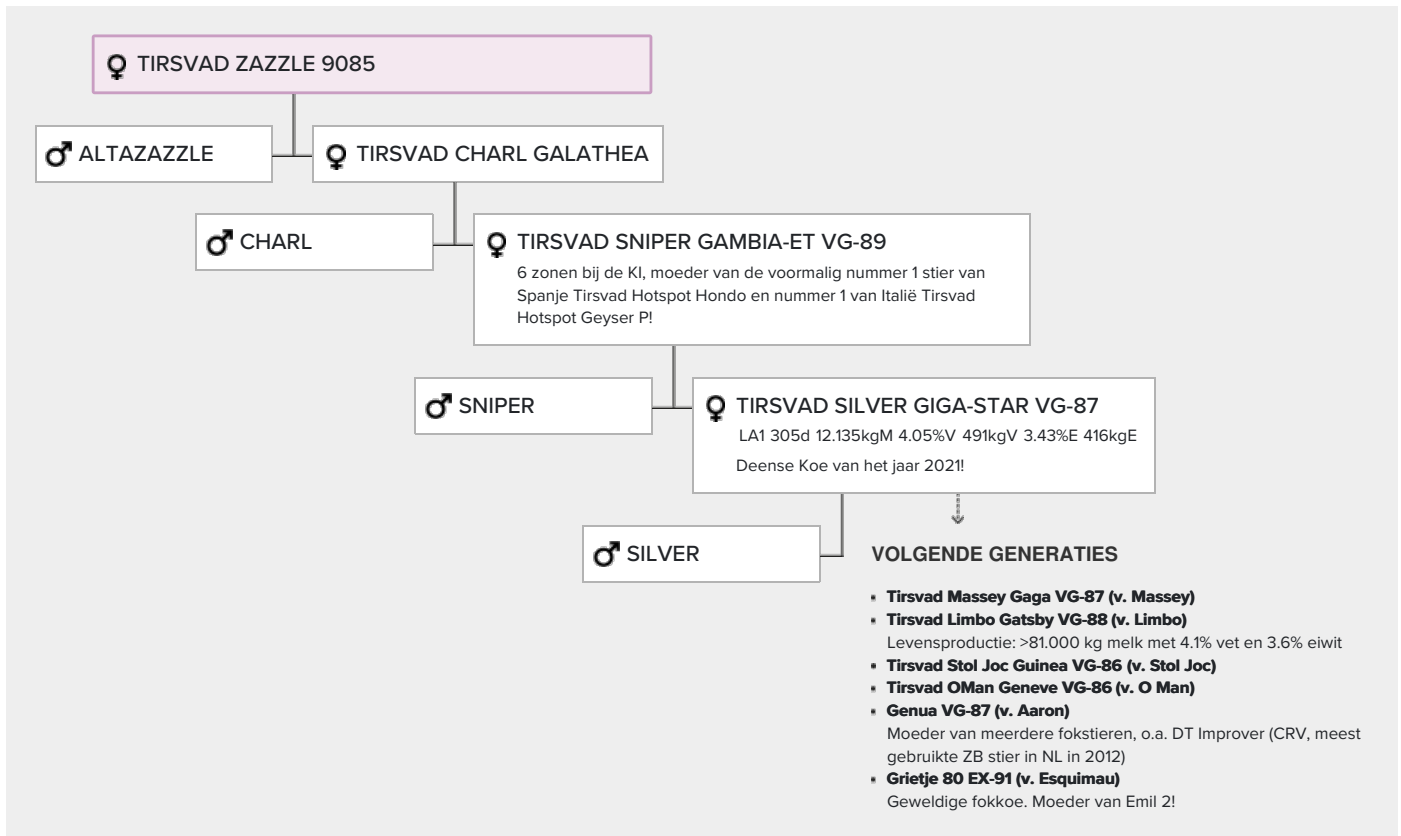 ♀ TIRSVAD ZAZZLE 9085
♂ ALTAZAZZLE
♀ TIRSVAD CHARL GALATHEA
♂ CHARL
♀ TIRSVAD SNIPER GAMBIA-ET VG-89
6 zonen bij de KI, moeder van de voormalig nummer 1 stier van
Spanje Tirsvad Hotspot Hondo en nummer 1 van Italië Tirsvad
Hotspot Geyser P!
♂ SNIPER
♀ TIRSVAD SILVER GIGA-STAR VG-87
LA1 305d 12.135kgM 4.05%V 491kgV 3.43%E 416kgE
Deense Koe van het jaar 2021!
♂ SILVER
VOLGENDE GENERATIES
▪ Tirsvad Massey Gaga VG-87 (v. Massey)
▪ Tirsvad Limbo Gatsby VG-88 (v. Limbo)
Levensproductie: >81.000 kg melk met 4.1% vet en 3.6% eiwit
▪ Tirsvad Stol Joc Guinea VG-86 (v. Stol Joc)
▪ Tirsvad OMan Geneve VG-86 (v. O Man)
▪ Genua VG-87 (v. Aaron)
Moeder van meerdere fokstieren, o.a. DT Improver (CRV, meest
gebruikte ZB stier in NL in 2012)
▪ Grietje 80 EX-91 (v. Esquimau)
Geweldige fokkoe. Moeder van Emil 2!